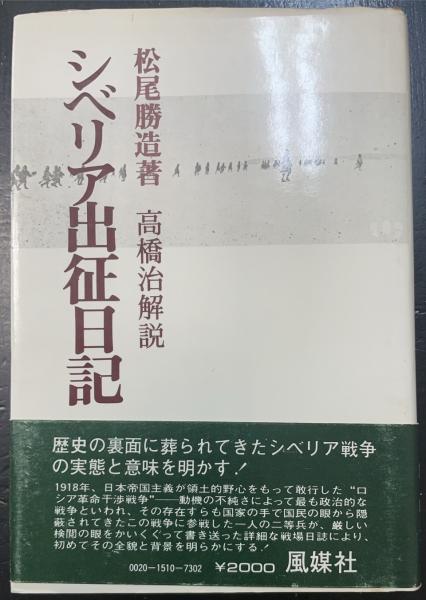 松尾勝造著 高橋治解説
シベリア出征日記
歴史の裏面に葬られてきたシベリア戦争
の実態と意味を明かす！
1918年、日本帝国主義が領土的野心をもって敢行した“ロ
シア革命干渉戦争”──動機の不純さによって最も政治的な
戦争といわれ、その存在すらも国家の手で国民の眼から隠
蔽されてきたこの戦争に参戦した一人の二等兵が、厳しい
検閲の眼をかいくぐって書き送った詳細な戦場日誌により、
初めてその全貌と背景を明らかにする！
0020-1510-7302 ￥2000 風媒社